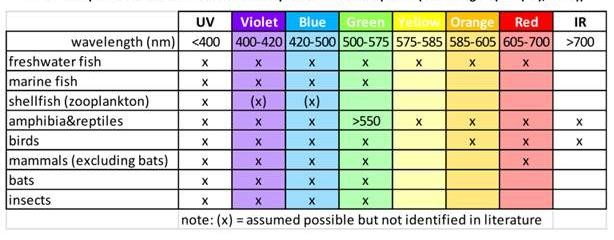 UV Violet Blue Green Yellow Orange Red IR
wavelength (nm) <400 400-420 420-500 500-575 575-585 585-605 605-700 >700
freshwater fish x x x x x x x
marine fish x x x x
shellfish (zooplankton) x (x) (x)
amphibia&reptiles x x x >550 x x x x
birds x x x x x x x
mammals (excluding bats) x x x x x
bats x x x x
insects x x x x
note: (x) = assumed possible but not identified in literature